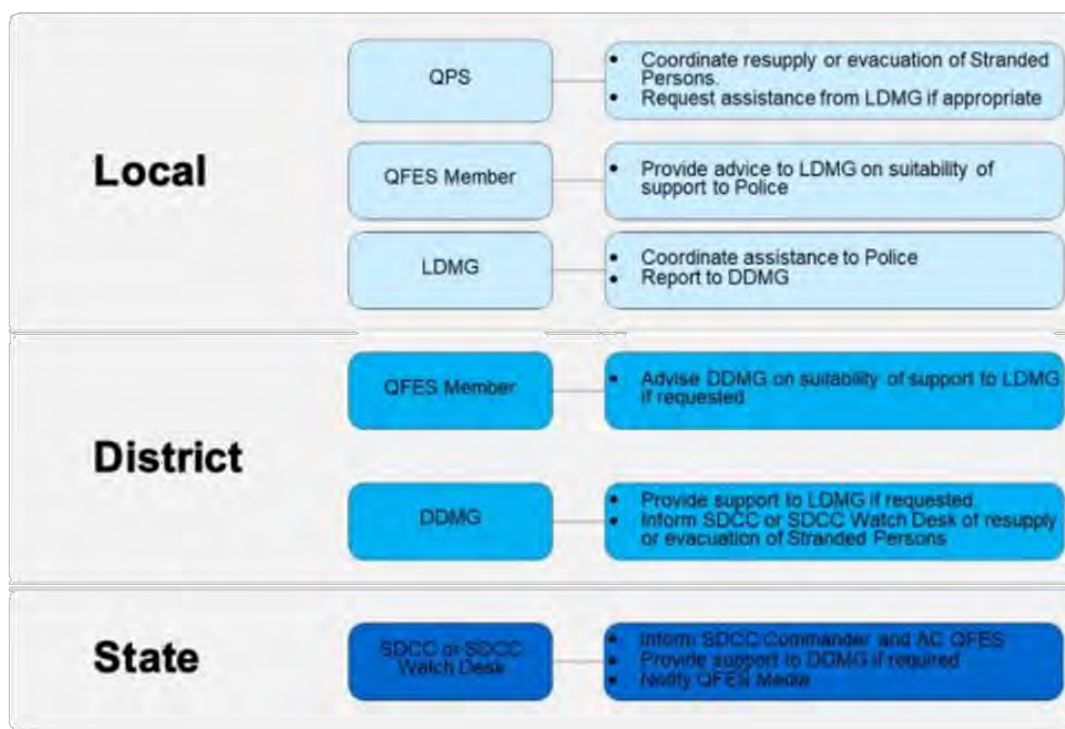 Local
QPS
• Coordinate resupply or evacuation of Stranded
Persons.
• Request assistance from LDMG if appropriate
QFES Member
• Provide advice to LDMG on suitability of
support to Police
LDMG
• Coordinate assistance to Police
• Report to DDMG
District
QFES Member
• Advise DDMG on suitability of support to LDMG
if requested
DDMG
• Provide support to LDMG if requested
• Inform SDCC or SDCC Watch Desk of resupply
or evacuation of Stranded Persons
State
SDCC or SDCC
Watch Desk
• Inform SDCC Commander and AC QFES
• Provide support to DDMG if required
• Notify QFES Media